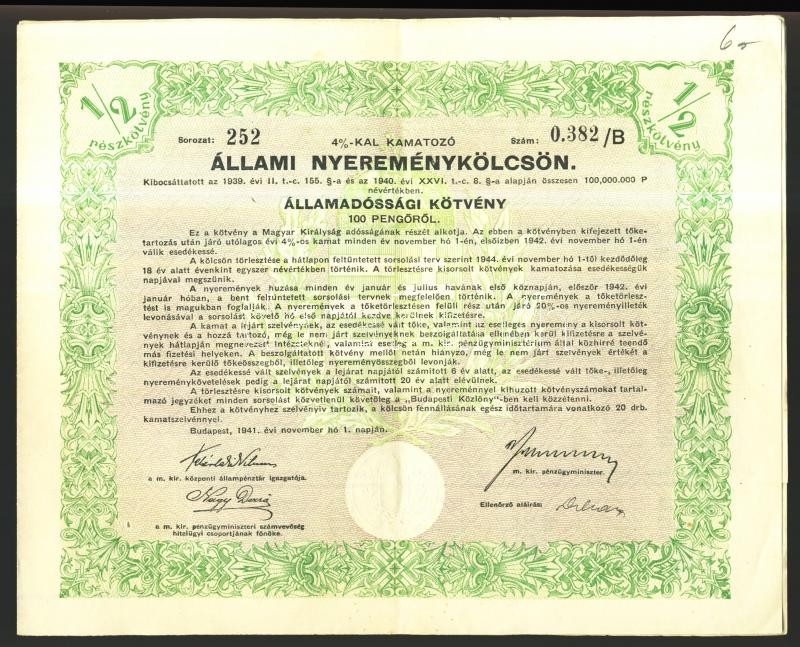 6
1/2
részkötvény
1/2
részkötvény
Sorozat: 252
4%-KAL KAMATOZÓ
Szám: 0.382/B
ÁLLAMI NYEREMÉNYKÖLCSÖN.
Kibocsáttatott az 1939. évi II. t.-c. 155. §-a és az 1940. évi XXVI. t.-c. 8. §-a alapján összesen 100,000.000 P
névértékben.
ÁLLAMADÓSSÁGI KÖTVÉNY
100 PENGŐRŐL.
Ez a kötvény a Magyar Királyság adósságának részét alkotja. Az ebben a kötvényben kifejezett tőke-
tartozás után járó utólagos évi 4%-os kamat minden év november hó 1-én, elsőízben 1942. évi november hó 1-én
válik esedékessé.
A kölcsön törlesztése a hátlapon feltüntetett sorsolási terv szerint 1944. évi november hó 1-től kezdődőleg
18 év alatt évenkint egyszer névértékben történik. A törlesztésre kisorsolt kötvények kamatozása esedékességük
napjával megszűnik.
A nyeremények huzása minden év január és julius havának első köznapján, először 1942. évi
január hóban, a bent feltüntetett sorsolási tervnek megfelelően történik. A nyeremények a tőketörlesz-
tést is magukban foglalják. A nyeremények a tőketörlesztésen felüli rész után járó 20%-os nyereményilleték
levonásával a sorsolást követő hó első napjától kezdve kerülnek kifizetésre.
A kamat a lejárt szelvények, az esedékessé vált tőke, valamint az esetleges nyeremény a kisorsolt köt-
vénynek és a hozzá tartozó, még le nem járt szelvényeknek beszolgáltatása ellenében kerül kifizetésre a szelvé-
nyek hátlapján megnevezett intézeteknél, valamint esetleg a m. kir. pénzügyminisztérium által közhírré teendő
más fizetési helyeken. A beszolgáltatott kötvény mellől netán hiányzó, még le nem járt szelvények értékét a
kifizetésre kerülő tőkeösszegből, illetőleg nyereményösszegből levonják.
Az esedékessé vált szelvények a lejárat napjától számított 6 év alatt, az esedékessé vált tőke-, illetőleg
nyereménykövetelések pedig a lejárat napjától számított 20 év alatt elévülnek.
A törlesztésre kisorsolt kötvények számait, valamint a nyereménnyel kihuzott kötvényszámokat tartal-
mazó jegyzéket minden sorsolást közvetlenül követőleg a „Budapesti Közlöny"-ben kell közzétenni.
Ehhez a kötvényhez szelvényív tartozik, a kölcsön fennállásának egész időtartamára vonatkozó 20 drb.
kamatszelvénnyel.
Budapest, 1941. évi november hó 1. napján.
a m. kir. központi állampénztár igazgatója.
m. kir. pénzügyminiszter.
Nagy
Ellenőrző aláírás:
a m. kir. pénzügyminiszteri számvevőség
hitelügyi csoportjának főnöke.